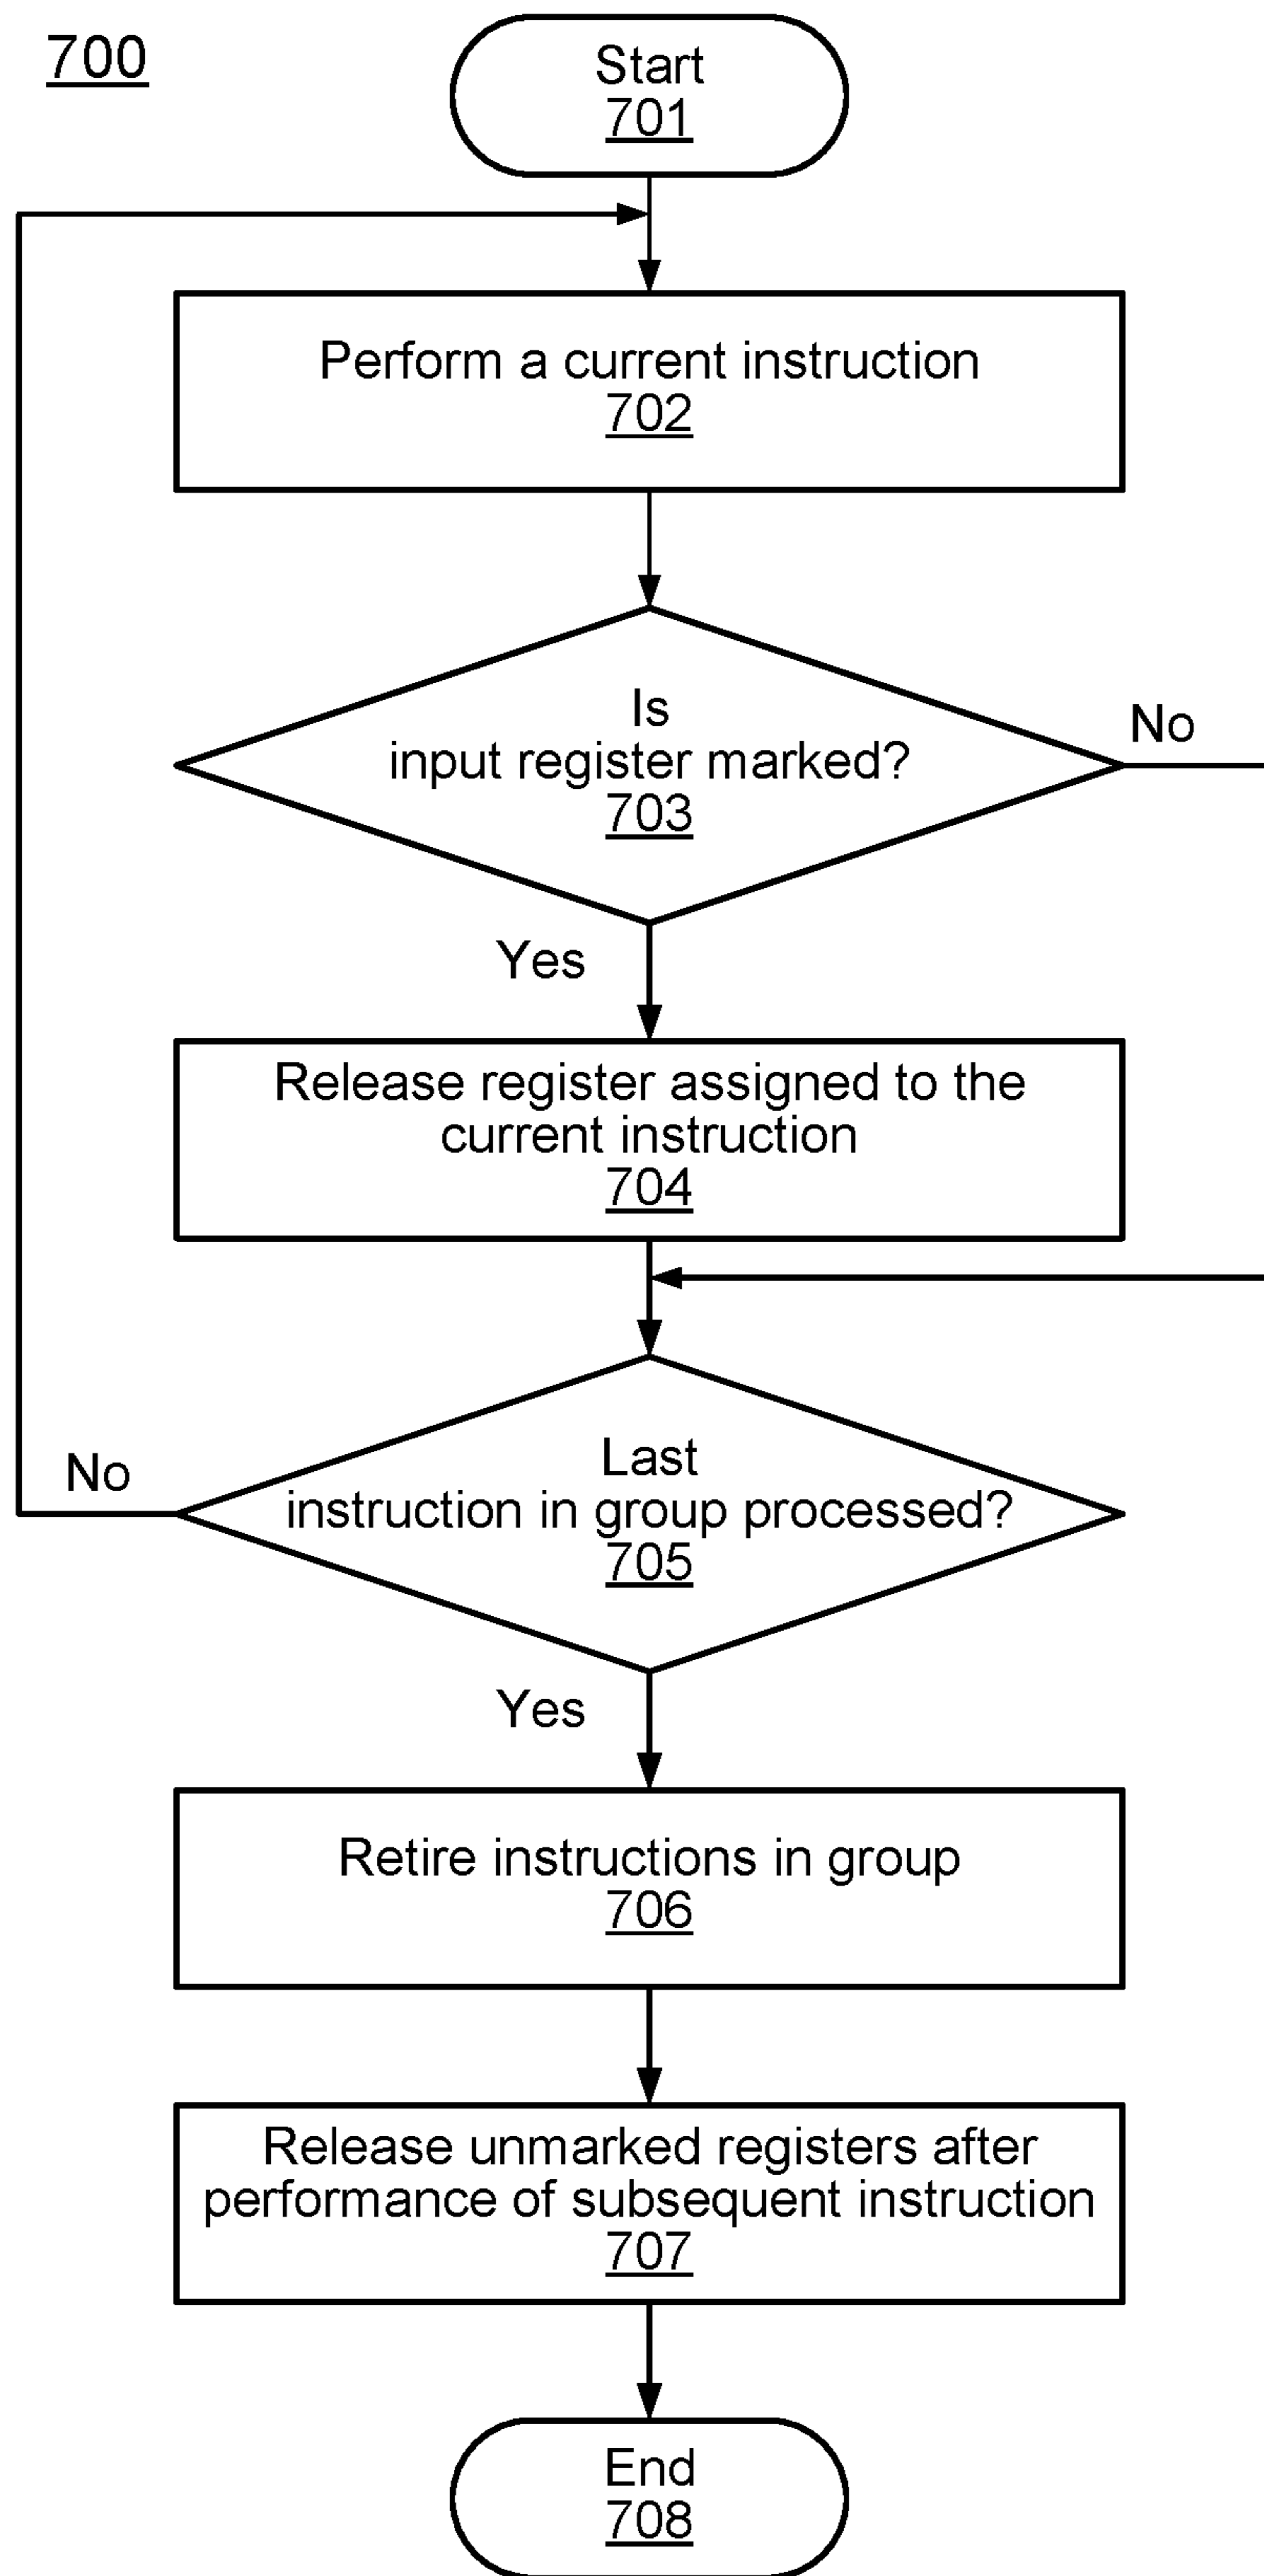 700
Start
701
Perform a current instruction
702
Is
input register marked?
703
No
Yes
Release register assigned to the
current instruction
704
Last
instruction in group processed?
705
No
Yes
Retire instructions in group
706
Release unmarked registers after
performance of subsequent instruction
707
End
708